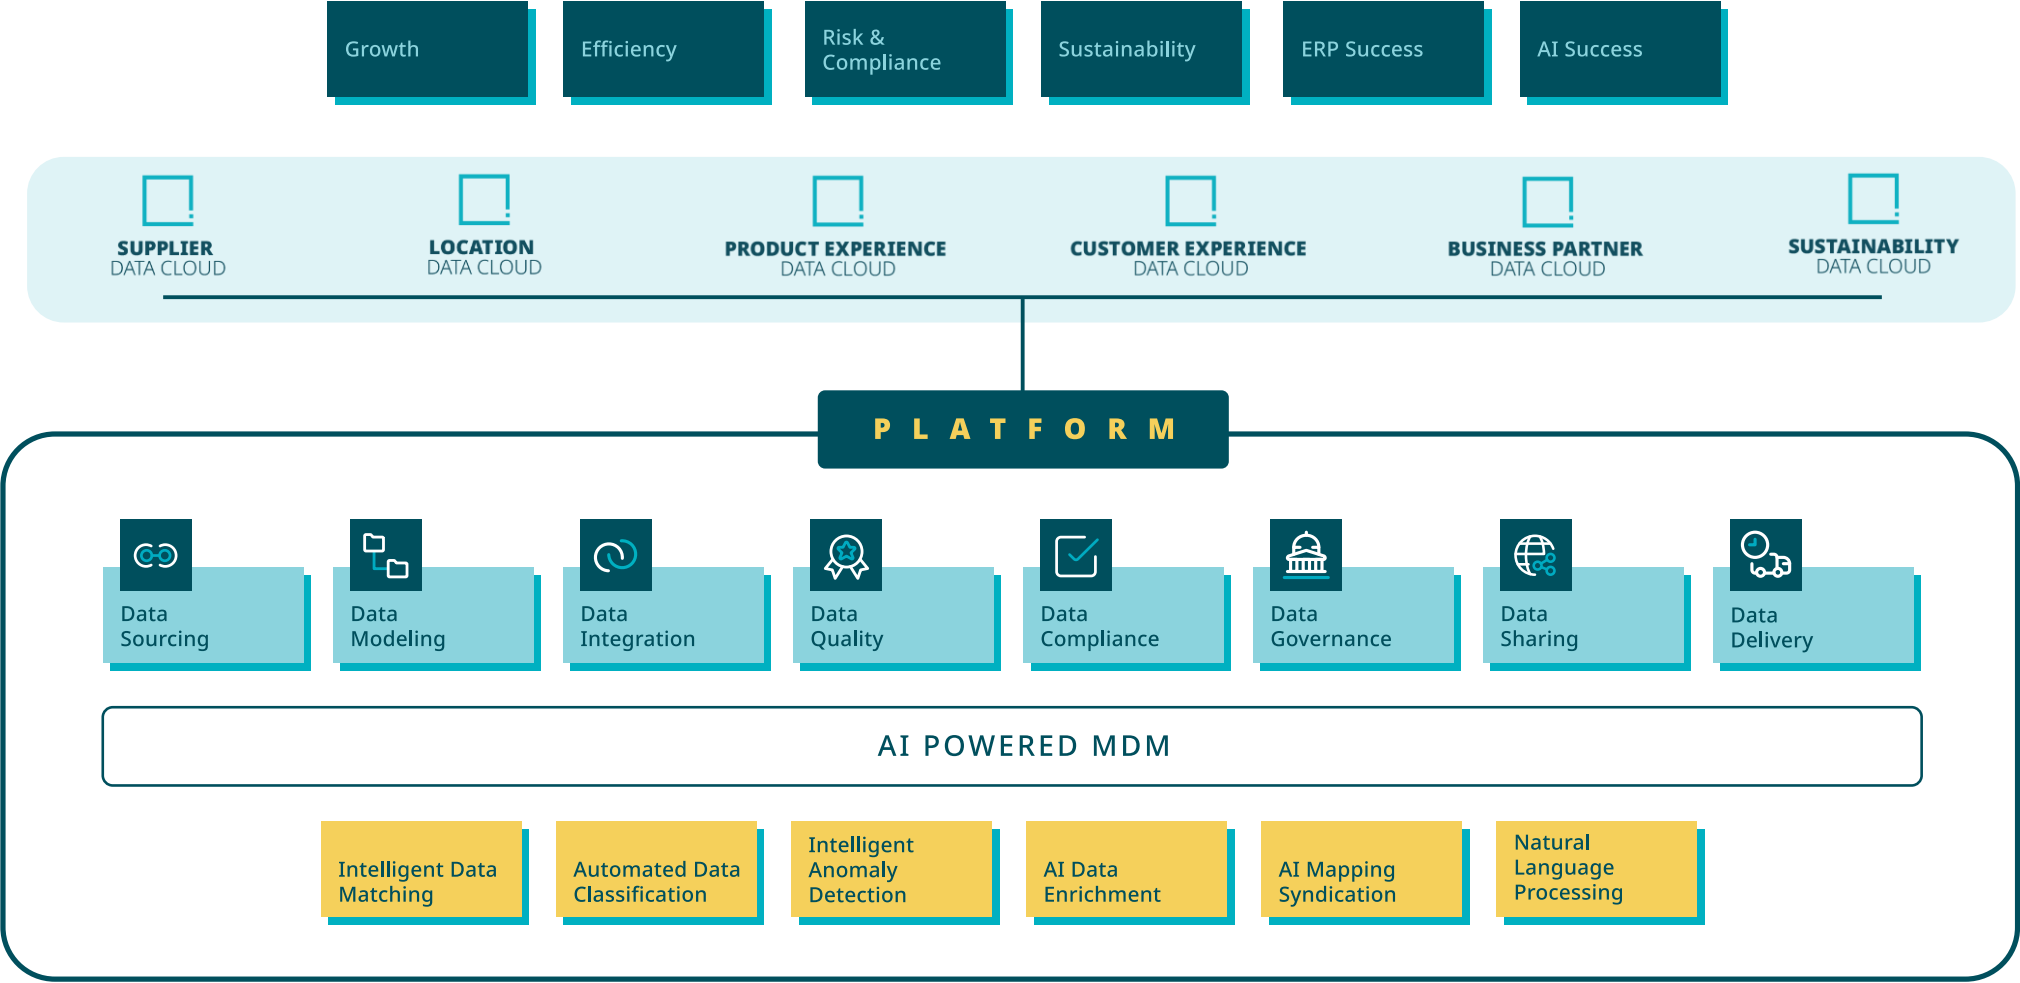 Growth
Efficiency
Risk &
Compliance
Sustainability
ERP Success
AI Success
SUPPLIER
DATA CLOUD
LOCATION
DATA CLOUD
PRODUCT EXPERIENCE
DATA CLOUD
CUSTOMER EXPERIENCE
DATA CLOUD
BUSINESS PARTNER
DATA CLOUD
SUSTAINABILITY
DATA CLOUD
PLATFORM
Data
Sourcing
Data
Modeling
Data
Integration
Data
Quality
Data
Compliance
Data
Governance
Data
Sharing
Data
Delivery
AI POWERED MDM
Intelligent Data
Matching
Automated Data
Classification
Intelligent
Anomaly
Detection
AI Data
Enrichment
AI Mapping
Syndication
Natural
Language
Processing